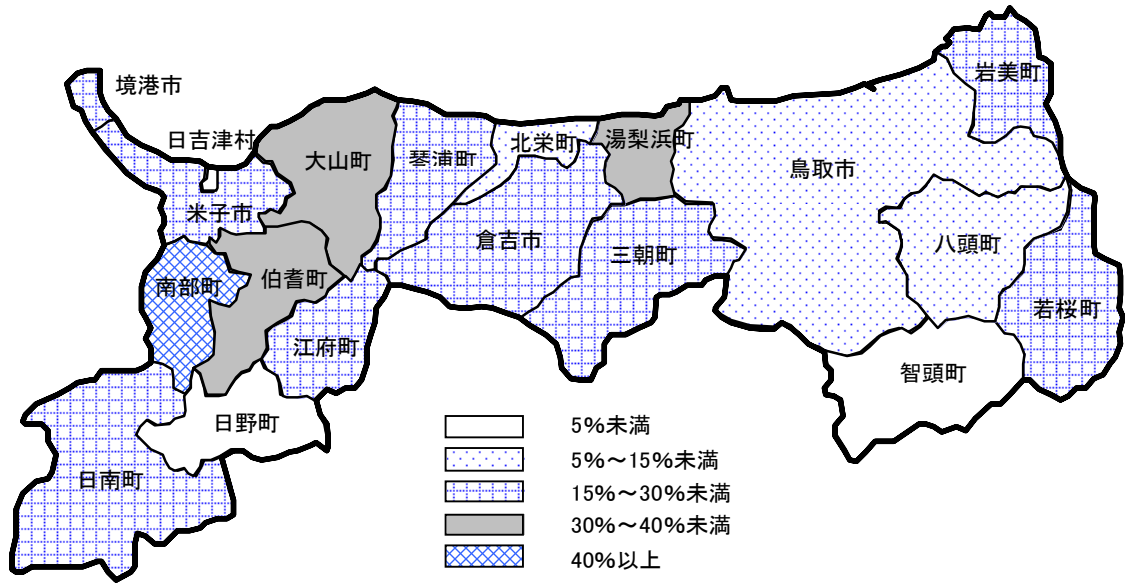 境港市
日吉津村
米子市
大山町
琴浦町
北栄町
湯梨浜町
鳥取市
岩美町
南部町
伯耆町
倉吉市
三朝町
八頭町
若桜町
江府町
智頭町
日野町
日南町
5%未満
5%~15%未満
15%~30%未満
30%~40%未満
40%以上